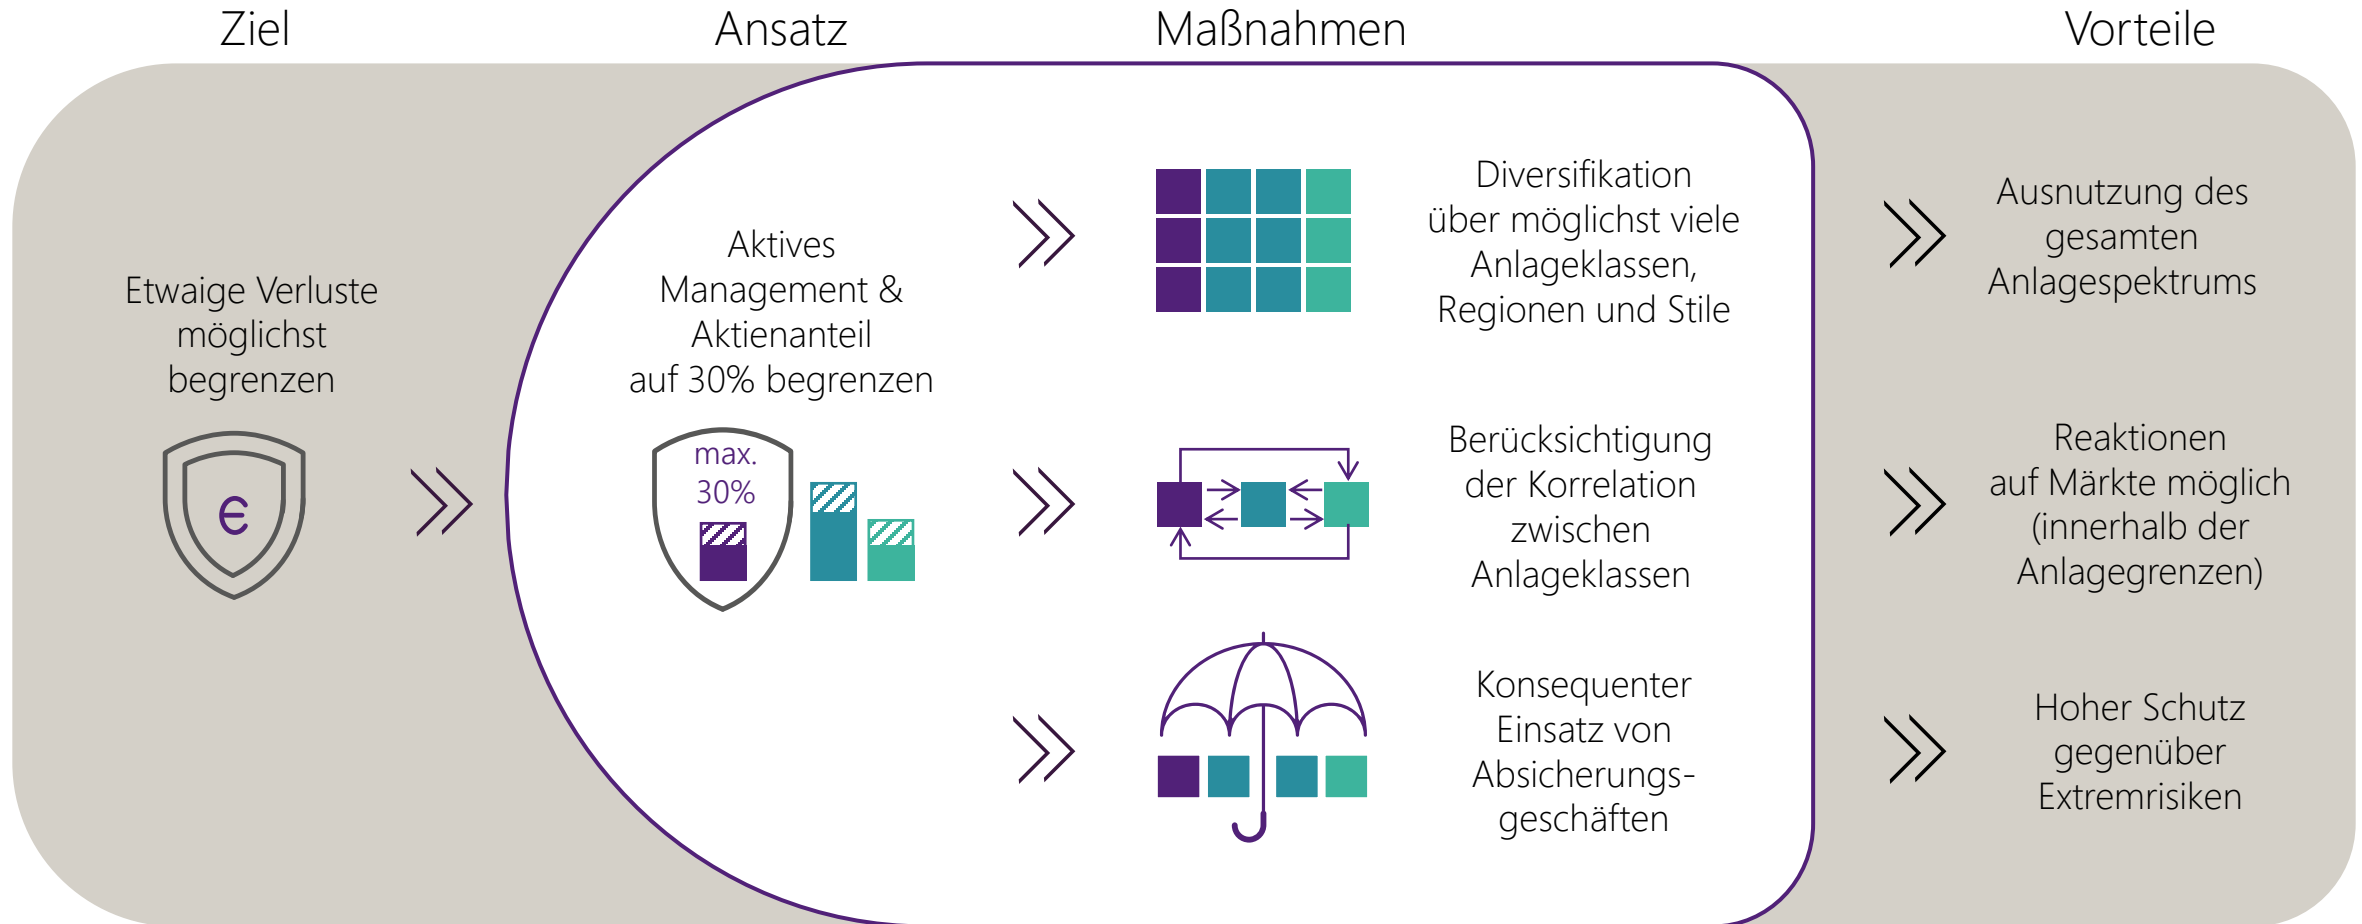 Ziel
Ansatz
Maßnahmen
Vorteile
Etwaige Verluste
möglichst
begrenzen
€
Aktives
Management &
Aktienanteil
auf 30% begrenzen
max.
30%
Diversifikation
über möglichst viele
Anlageklassen,
Regionen und Stile
Ausnutzung des
gesamten
Anlagespektrums
Berücksichtigung
der Korrelation
zwischen
Anlageklassen
Reaktionen
auf Märkte möglich
(innerhalb der
Anlagegrenzen)
Konsequenter
Einsatz von
Absicherungs-
geschäften
Hoher Schutz
gegenüber
Extremrisiken